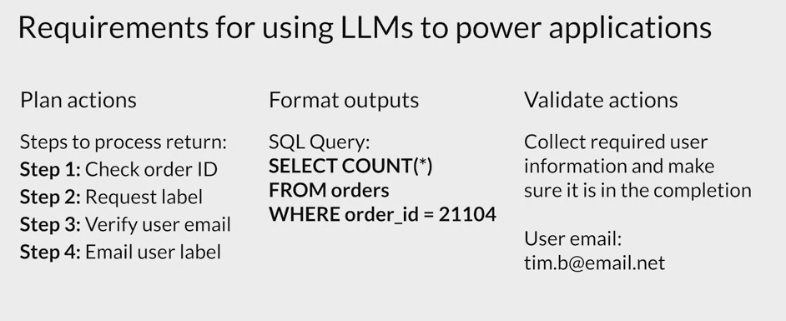 Requirements for using LLMs to power applications
Plan actions
Steps to process return:
Step 1: Check order ID
Step 2: Request label
Step 3: Verify user email
Step 4: Email user label
Format outputs
SQL Query:
SELECT COUNT(*)
FROM orders
WHERE order_id = 21104
Validate actions
Collect required user
information and make
sure it is in the completion
User email:
tim.b@email.net